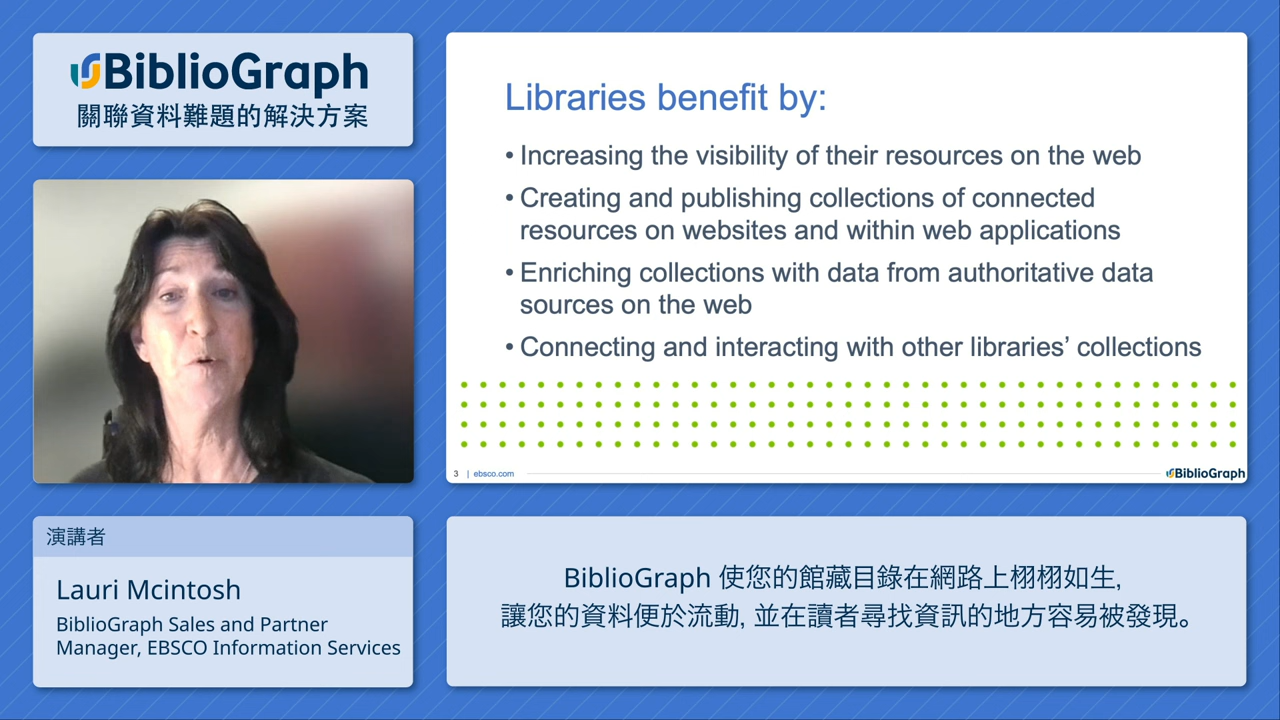 BiblioGraph
關聯資料難題的解決方案
Libraries benefit by:
• Increasing the visibility of their resources on the web
• Creating and publishing collections of connected
resources on websites and within web applications
• Enriching collections with data from authoritative data
sources on the web
• Connecting and interacting with other libraries’ collections
3 | ebsco.com
BiblioGraph
演講者
Lauri Mcintosh
BiblioGraph Sales and Partner
Manager, EBSCO Information Services
BiblioGraph 使您的館藏目錄在網路上栩栩如生,
讓您的資料便於流動, 並在讀者尋找資訊的地方容易被發現。